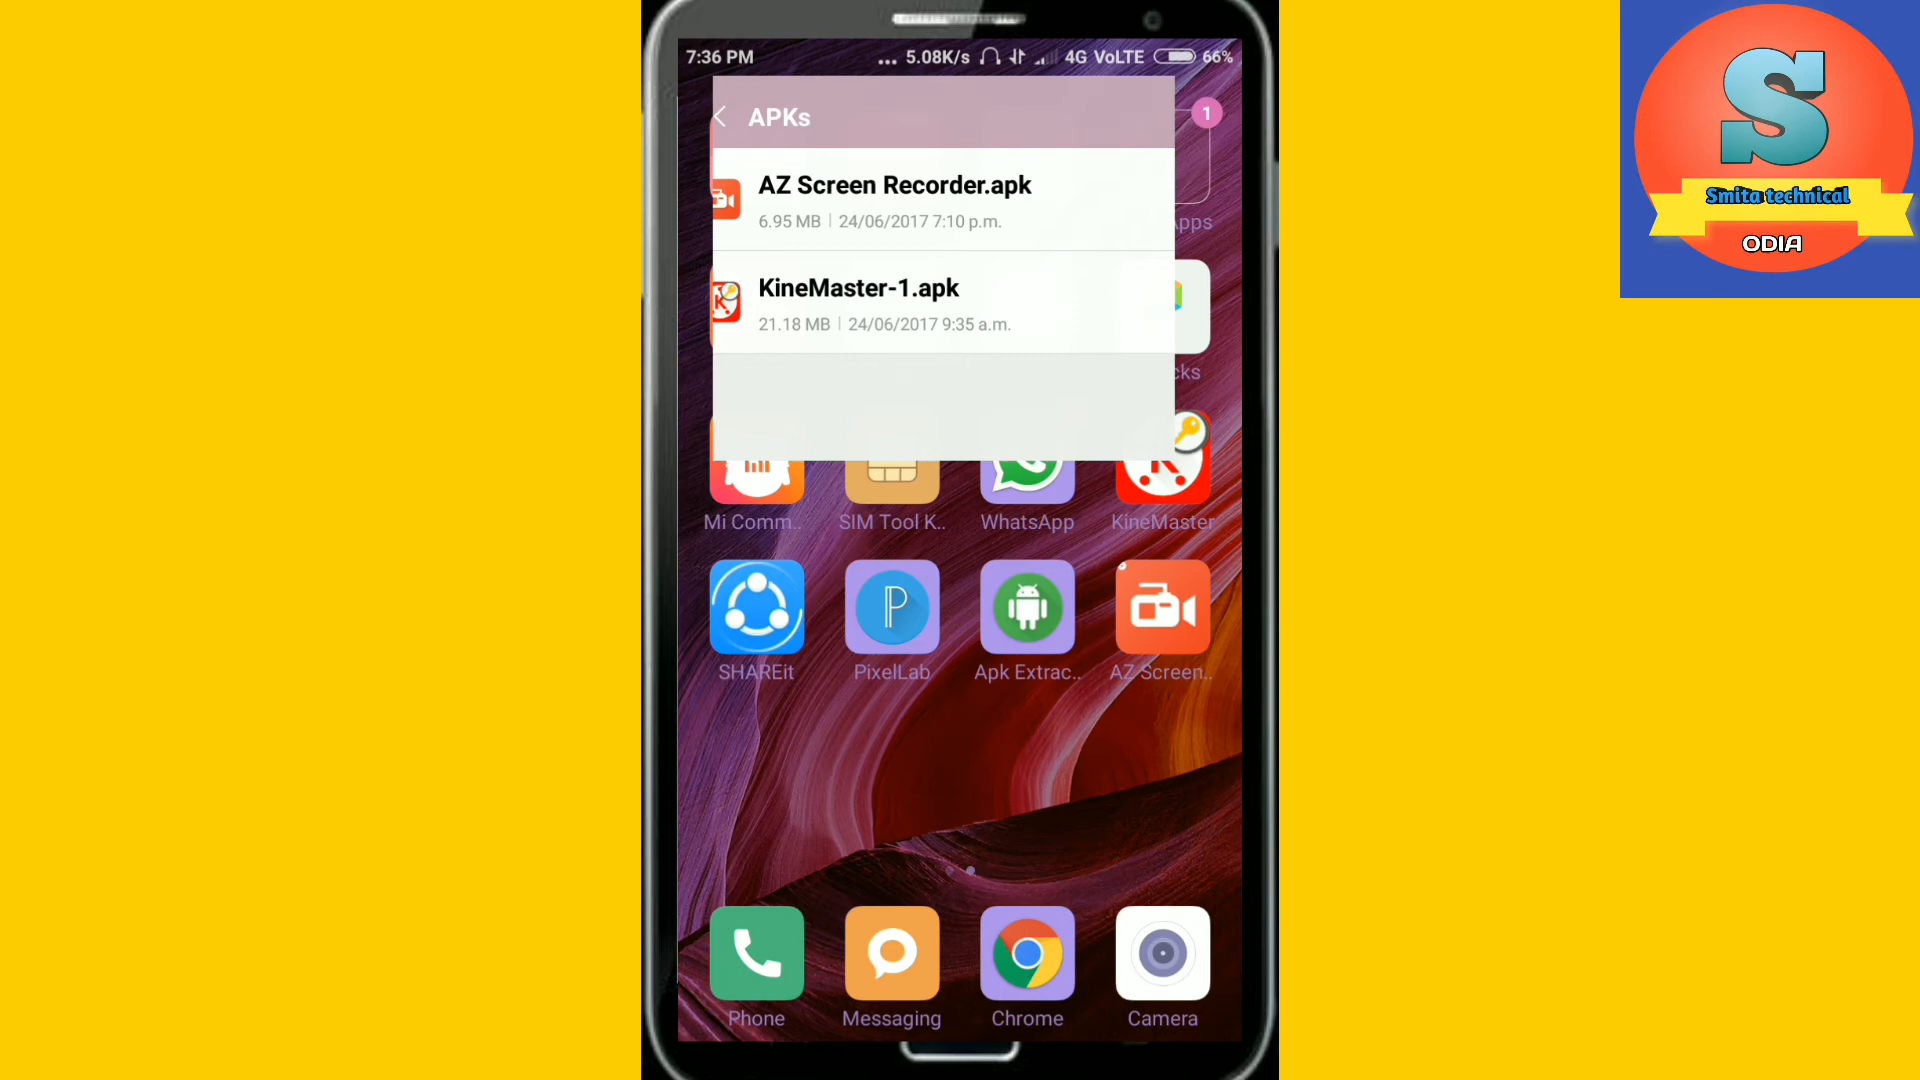 7:36 PM ... 5.08K/s 4G VoLTE 66%
APKs
1
AZ Screen Recorder.apk
6.95 MB | 24/06/2017 7:10 p.m.
KineMaster-1.apk
21.18 MB | 24/06/2017 9:35 a.m.
Mi Comm.. SIM Tool K.. WhatsApp KineMaster
SHAREit PixelLab Apk Extrac.. AZ Screen..
Phone Messaging Chrome Camera
S
Smita technical
ODIA